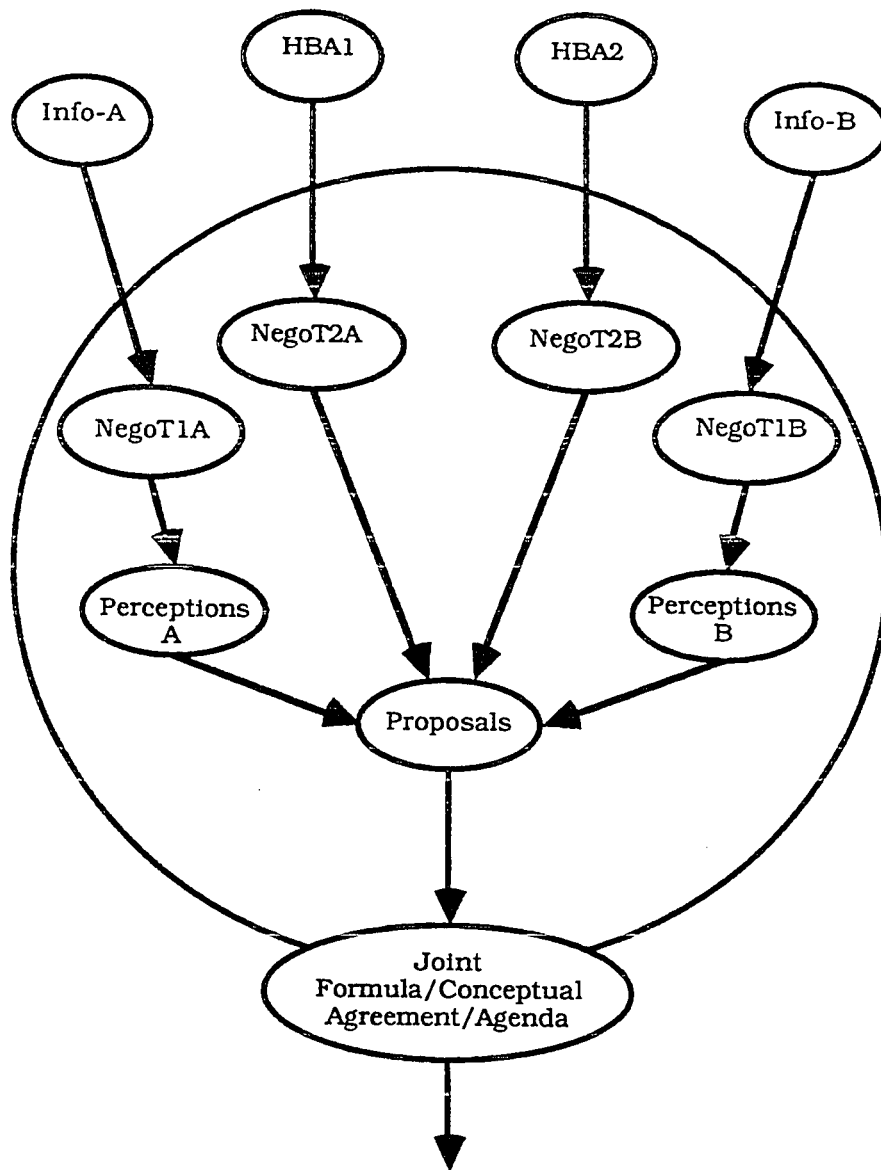 HBA1
HBA2
Info-A
Info-B
NegoT2A
NegoT2B
NegoT1A
NegoT1B
Perceptions
A
Perceptions
B
Proposals
Joint
Formula/Conceptual
Agreement/Agenda